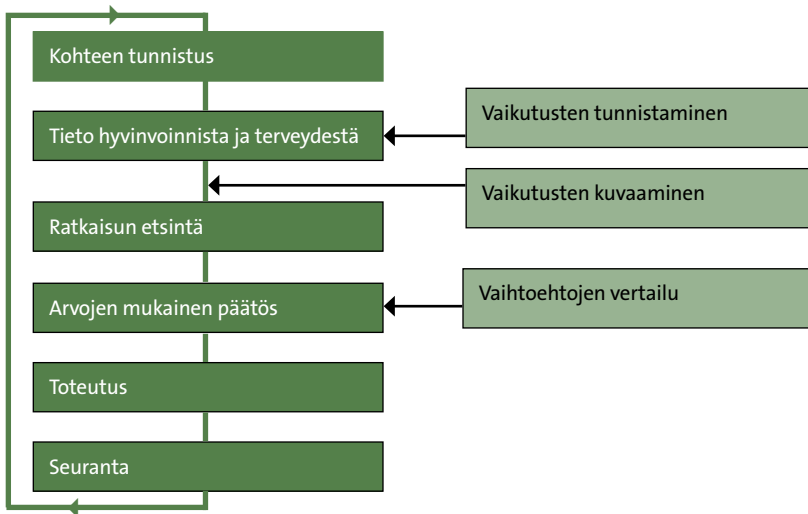 Kohteen tunnistus
Tieto hyvinvoinnista ja terveydestä
Vaikutusten tunnistaminen
Vaikutusten kuvaaminen
Ratkaisun etsintä
Arvojen mukainen päätös
Vaihtoehtojen vertailu
Toteutus
Seuranta